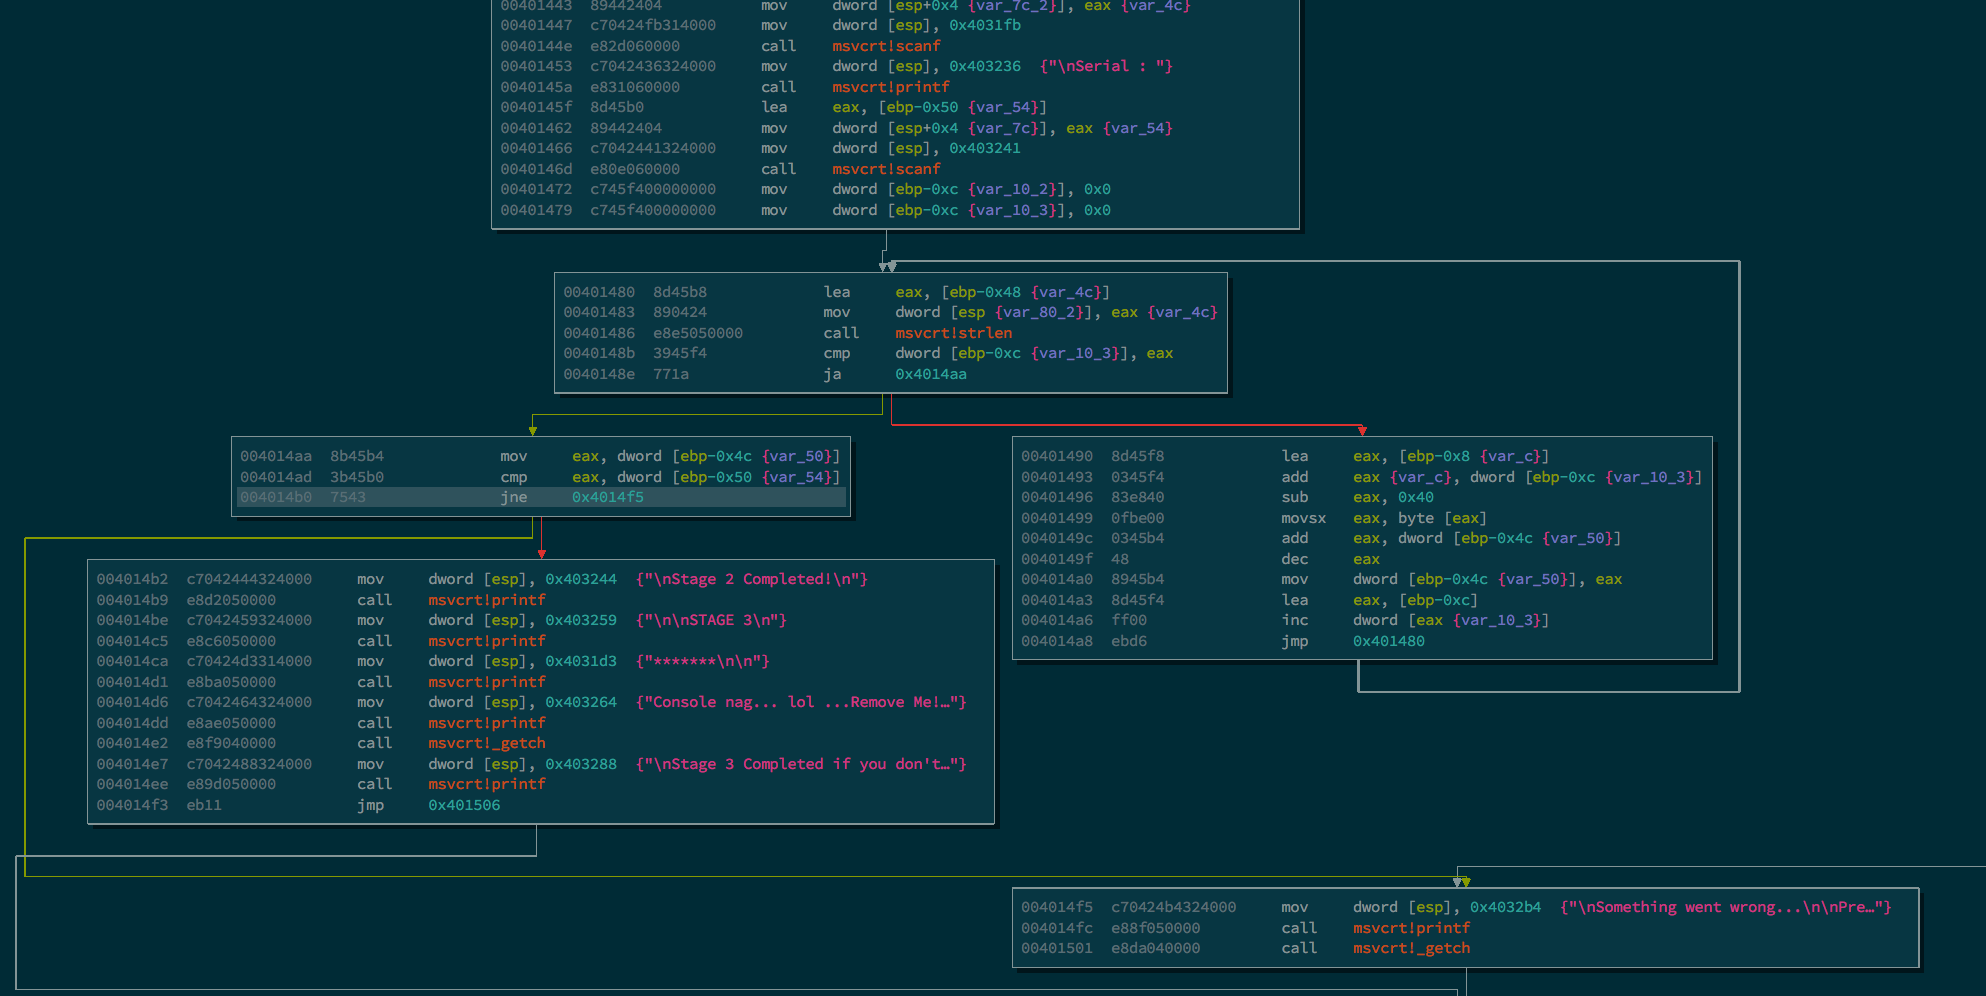 00401443 89442404 mov dword [esp+0x4 {var_7c_2}], eax {var_4c}
00401447 c70424fb314000 mov dword [esp], 0x4031fb
0040144e e82d060000 call msvcrt!scanf
00401453 c7042436324000 mov dword [esp], 0x403236 {"\nSerial : "}
0040145a e831060000 call msvcrt!printf
0040145f 8d45b0 lea eax, [ebp-0x50 {var_54}]
00401462 89442404 mov dword [esp+0x4 {var_7c}], eax {var_54}
00401466 c7042441324000 mov dword [esp], 0x403241
0040146d e80e060000 call msvcrt!scanf
00401472 c745f400000000 mov dword [ebp-0xc {var_10_2}], 0x0
00401479 c745f400000000 mov dword [ebp-0xc {var_10_3}], 0x0
00401480 8d45b8 lea eax, [ebp-0x48 {var_4c}]
00401483 890424 mov dword [esp {var_80_2}], eax {var_4c}
00401486 e8e5050000 call msvcrt!strlen
0040148b 3945f4 cmp dword [ebp-0xc {var_10_3}], eax
0040148e 771a ja 0x4014aa
004014aa 8b45b4 mov eax, dword [ebp-0x4c {var_50}]
004014ad 3b45b0 cmp eax, dword [ebp-0x50 {var_54}]
004014b0 7543 jne 0x4014f5
00401490 8d45f8 lea eax, [ebp-0x8 {var_c}]
00401493 0345f4 add eax {var_c}, dword [ebp-0xc {var_10_3}]
00401496 83e840 sub eax, 0x40
00401499 0fbe00 movsx eax, byte [eax]
0040149c 0345b4 add eax, dword [ebp-0x4c {var_50}]
0040149f 48 dec eax
004014a0 8945b4 mov dword [ebp-0x4c {var_50}], eax
004014a3 8d45f4 lea eax, [ebp-0xc]
004014a6 ff00 inc dword [eax {var_10_3}]
004014a8 ebd6 jmp 0x401480
004014b2 c7042444324000 mov dword [esp], 0x403244 {"\nStage 2 Completed!\n"}
004014b9 e8d2050000 call msvcrt!printf
004014be c7042459324000 mov dword [esp], 0x403259 {"\n\nSTAGE 3\n"}
004014c5 e8c6050000 call msvcrt!printf
004014ca c70424d3314000 mov dword [esp], 0x4031d3 {"*******\n\n"}
004014d1 e8ba050000 call msvcrt!printf
004014d6 c7042464324000 mov dword [esp], 0x403264 {"Console nag... lol ...Remove Me!…"}
004014dd e8ae050000 call msvcrt!printf
004014e2 e8f9040000 call msvcrt!_getch
004014e7 c7042488324000 mov dword [esp], 0x403288 {"\nStage 3 Completed if you don't…"}
004014ee e89d050000 call msvcrt!printf
004014f3 eb11 jmp 0x401506
004014f5 c70424b4324000 mov dword [esp], 0x4032b4 {"\nSomething went wrong...\n\nPre…"}
004014fc e88f050000 call msvcrt!printf
00401501 e8da040000 call msvcrt!_getch